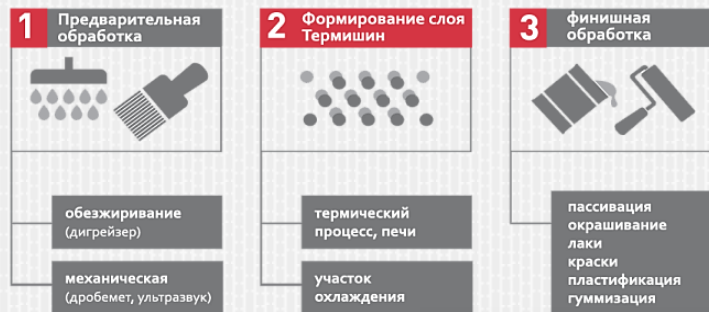 1 Предварительная
обработка
обезжиривание
(дигрейзер)
механическая
(дробемет, ультразвук)
2 Формирование слоя
Термишин
термический
процесс, печи
участок
охлаждения
3 финишная
обработка
пассивация
окрашивание
лаки
краски
пластификация
гуммизация